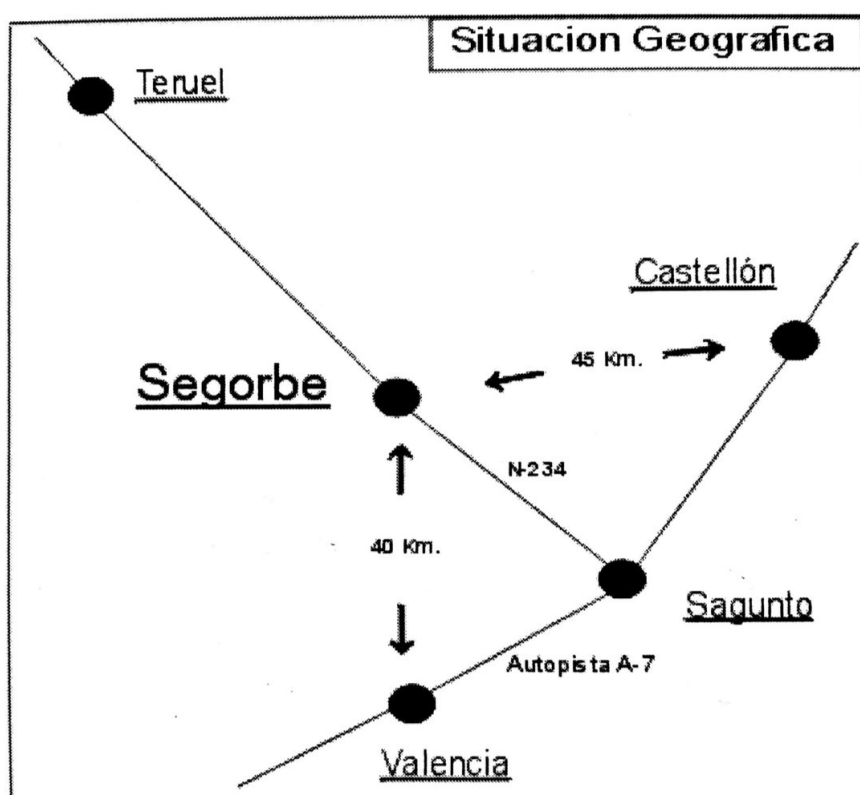 Situacion Geografica
Teruel
Castellón
45 Km.
Segorbe
N-234
40 Km.
Sagunto
Autopista A-7
Valencia